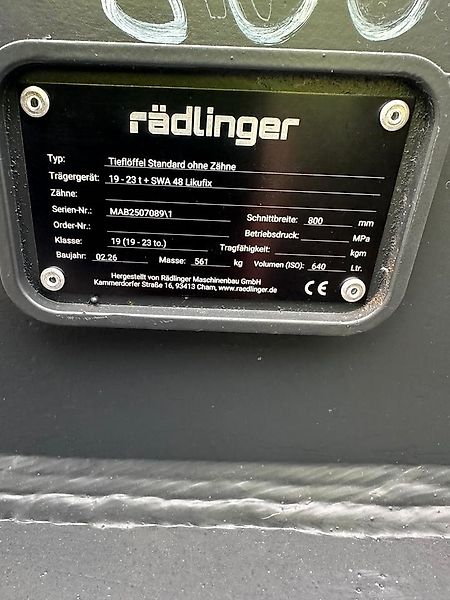 rädlinger
Typ: Tieflöffel Standard ohne Zähne
Trägergerät: 19 - 23 t + SWA 48 Likufix
Zähne:
Serien-Nr.: MAB2507089\1 Schnittbreite: 800 mm
Order-Nr.: Betriebsdruck: MPa
Klasse: 19 (19 - 23 to.) Tragfähigkeit: kgm
Baujahr: 02.26 Masse: 561 kg Volumen (ISO): 640 Ltr.
Hergestellt von Rädlinger Maschinenbau GmbH
Kammerdorfer Straße 16, 93413 Cham, www.raedlinger.de
CE